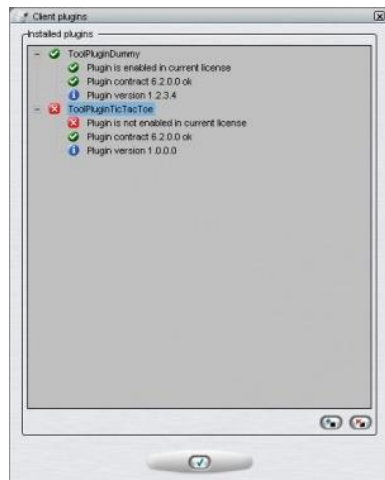 Client plugins
Installed plugins
ToolPluginDummy
Plugin is enabled in current license
Plugin contract 6.2.0.0 ok
Plugin version 1.2.3.4
ToolPluginTicTacToe
Plugin is not enabled in current license
Plugin contract 6.2.0.0 ok
Plugin version 1.0.0.0